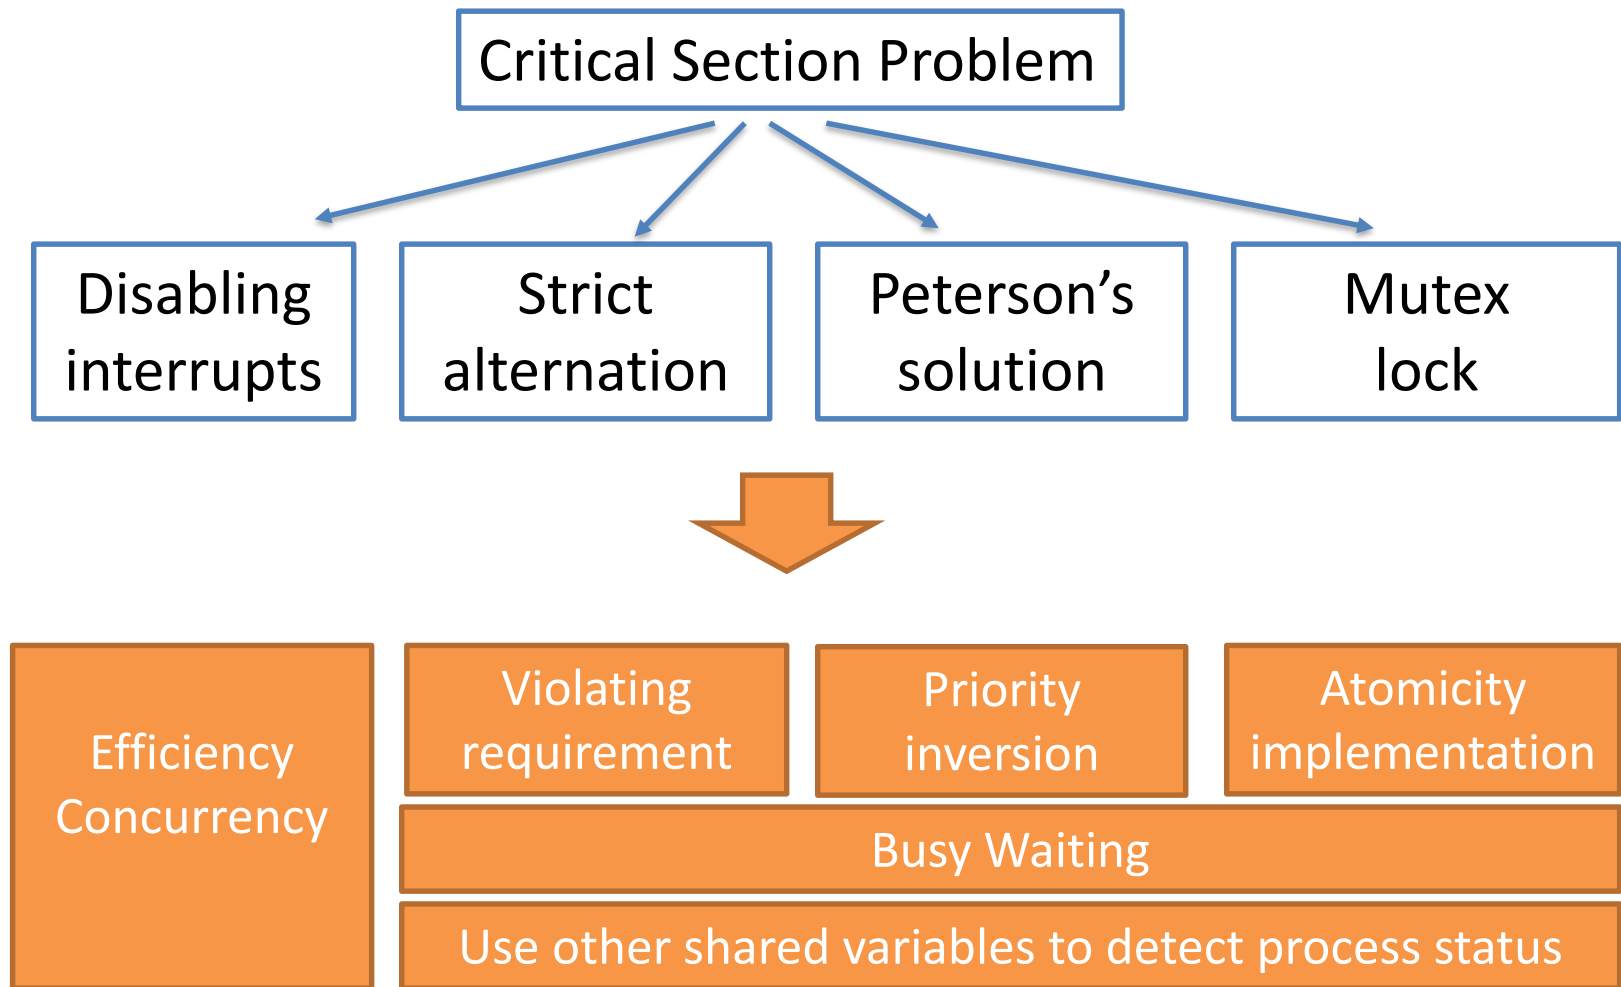 Critical Section Problem
Disabling
interrupts
Strict
alternation
Peterson’s
solution
Mutex
lock
Efficiency
Concurrency
Violating
requirement
Priority
inversion
Atomicity
implementation
Busy Waiting
Use other shared variables to detect process status